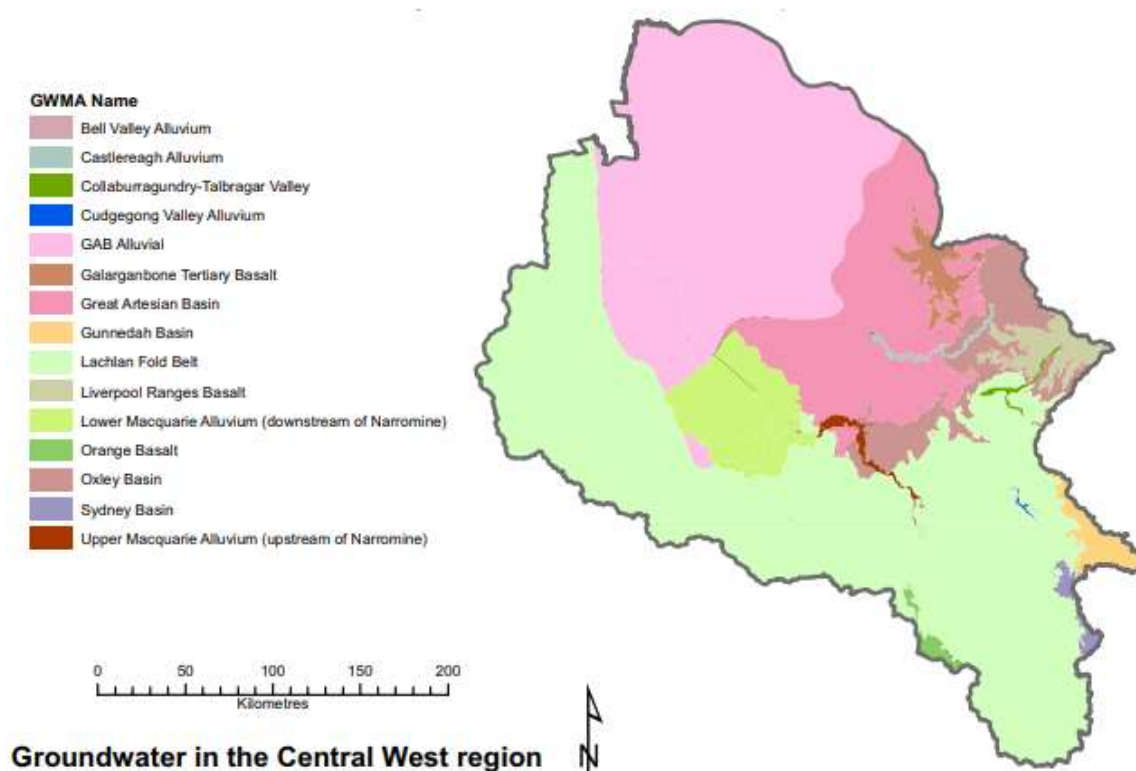 GWMA Name
Bell Valley Alluvium
Castlereagh Alluvium
Collaburragundry-Talbragar Valley
Cudgegong Valley Alluvium
GAB Alluvial
Galarganbone Tertiary Basalt
Great Artesian Basin
Gunnedah Basin
Lachlan Fold Belt
Liverpool Ranges Basalt
Lower Macquarie Alluvium (downstream of Narromine)
Orange Basalt
Oxley Basin
Sydney Basin
Upper Macquarie Alluvium (upstream of Narromine)
0 50 100 150 200
Kilometres
N
Groundwater in the Central West region